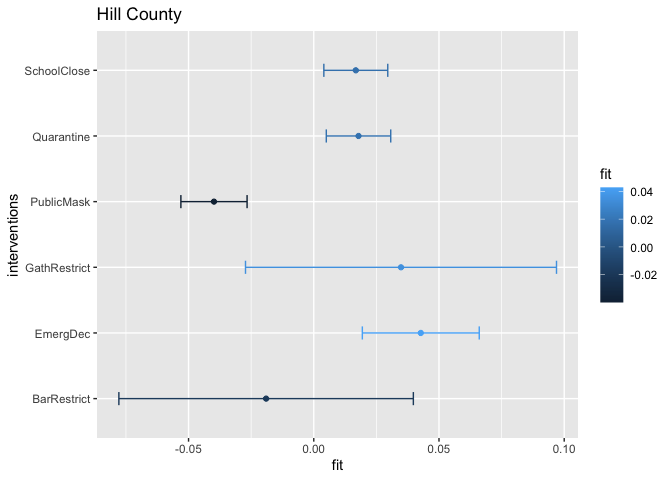 Hill County
interventions
SchoolClose
Quarantine
PublicMask
GathRestrict
EmergDec
BarRestrict
-0.05
0.00
0.05
0.10
fit
fit
0.04
0.02
0.00
-0.02